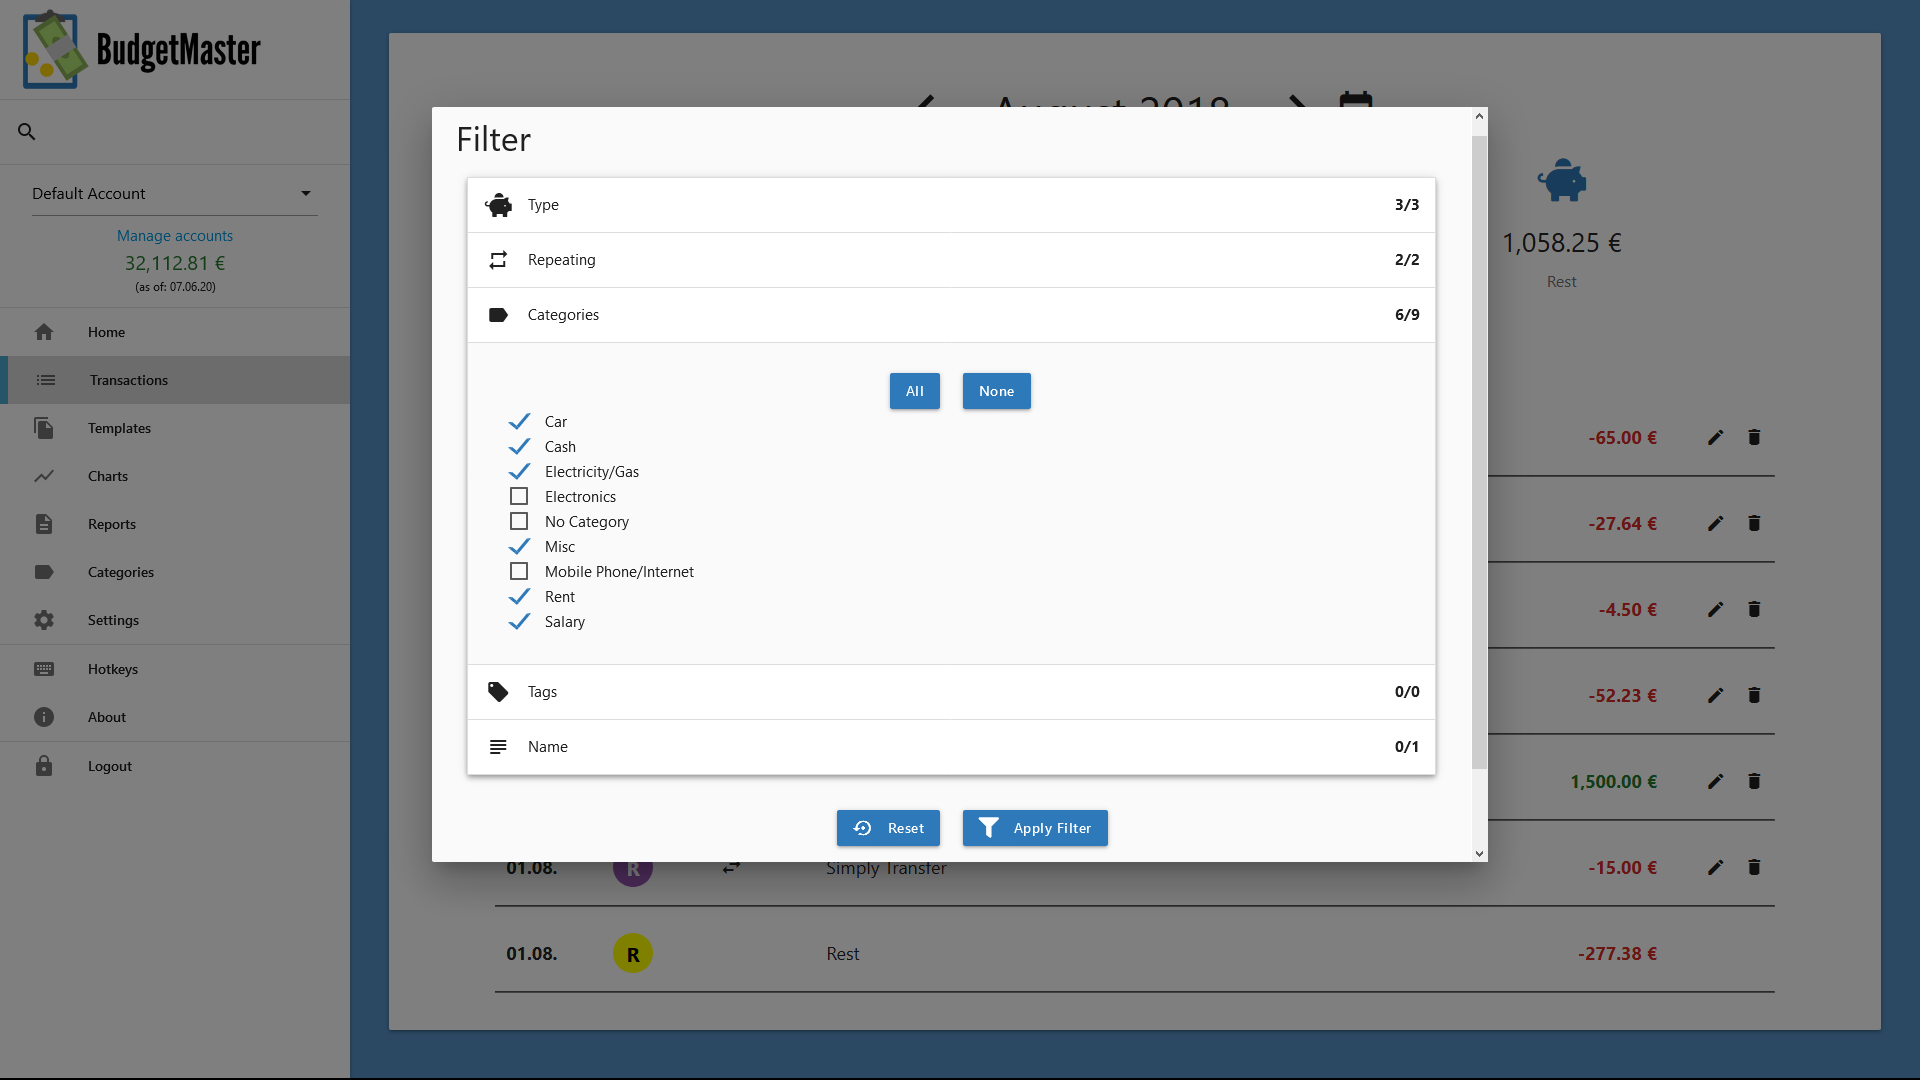 BudgetMaster
Default Account
Manage accounts
32,112.81 €
(as of: 07.06.20)
Home
Transactions
Templates
Charts
Reports
Categories
Settings
Hotkeys
About
Logout
August 2018
1,058.25 €
Rest
Filter
Type 3/3
Repeating 2/2
Categories 6/9
All None
Car
Cash
Electricity/Gas
Electronics
No Category
Misc
Mobile Phone/Internet
Rent
Salary
Tags 0/0
Name 0/1
Reset Apply Filter
-65.00 €
-27.64 €
-4.50 €
-52.23 €
1,500.00 €
01.08. R Simply Transfer -15.00 €
01.08. R Rest -277.38 €